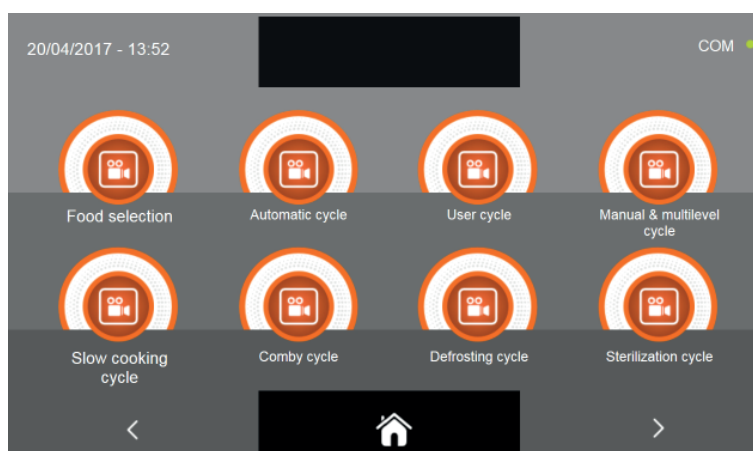 20/04/2017 - 13:52
COM
Food selection
Automatic cycle
User cycle
Manual & multilevel
cycle
Slow cooking
cycle
Comby cycle
Defrosting cycle
Sterilization cycle